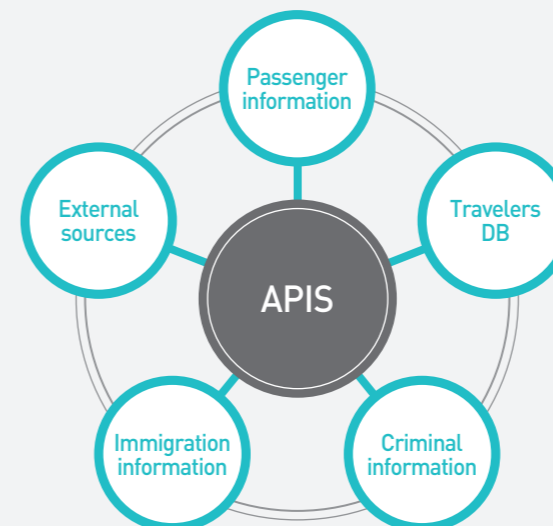 Passenger
information
External
sources
Travelers
DB
APIS
Immigration
information
Criminal
information